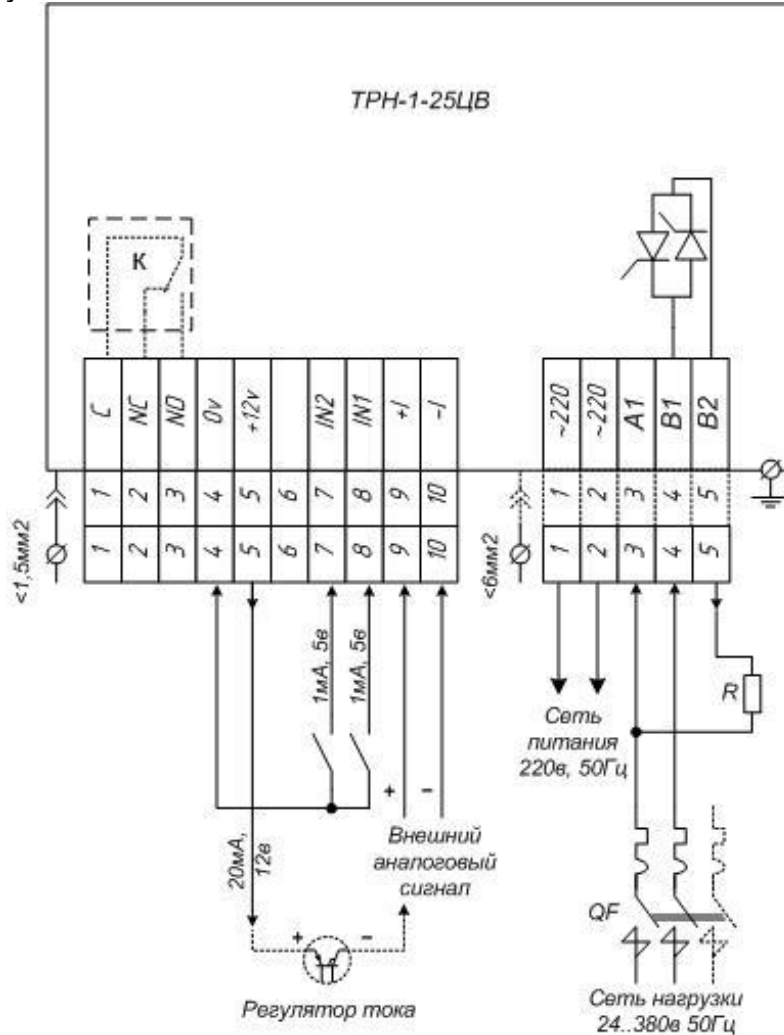 ТРН-1-25ЦВ
К
C
NC
NO
0v
+12v
IN2
IN1
+I
-I
~220
~220
A1
B1
B2
1
2
3
4
5
6
7
8
9
10
1
2
3
4
5
1
2
3
4
5
6
7
8
9
10
1
2
3
4
5
<1,5мм2
<6мм2
1мА, 5в
1мА, 5в
+
-
20мА,
12в
Внешний
аналоговый
сигнал
+
-
Регулятор тока
Сеть
питания
220в, 50Гц
R
QF
Сеть нагрузки
24..380в 50Гц